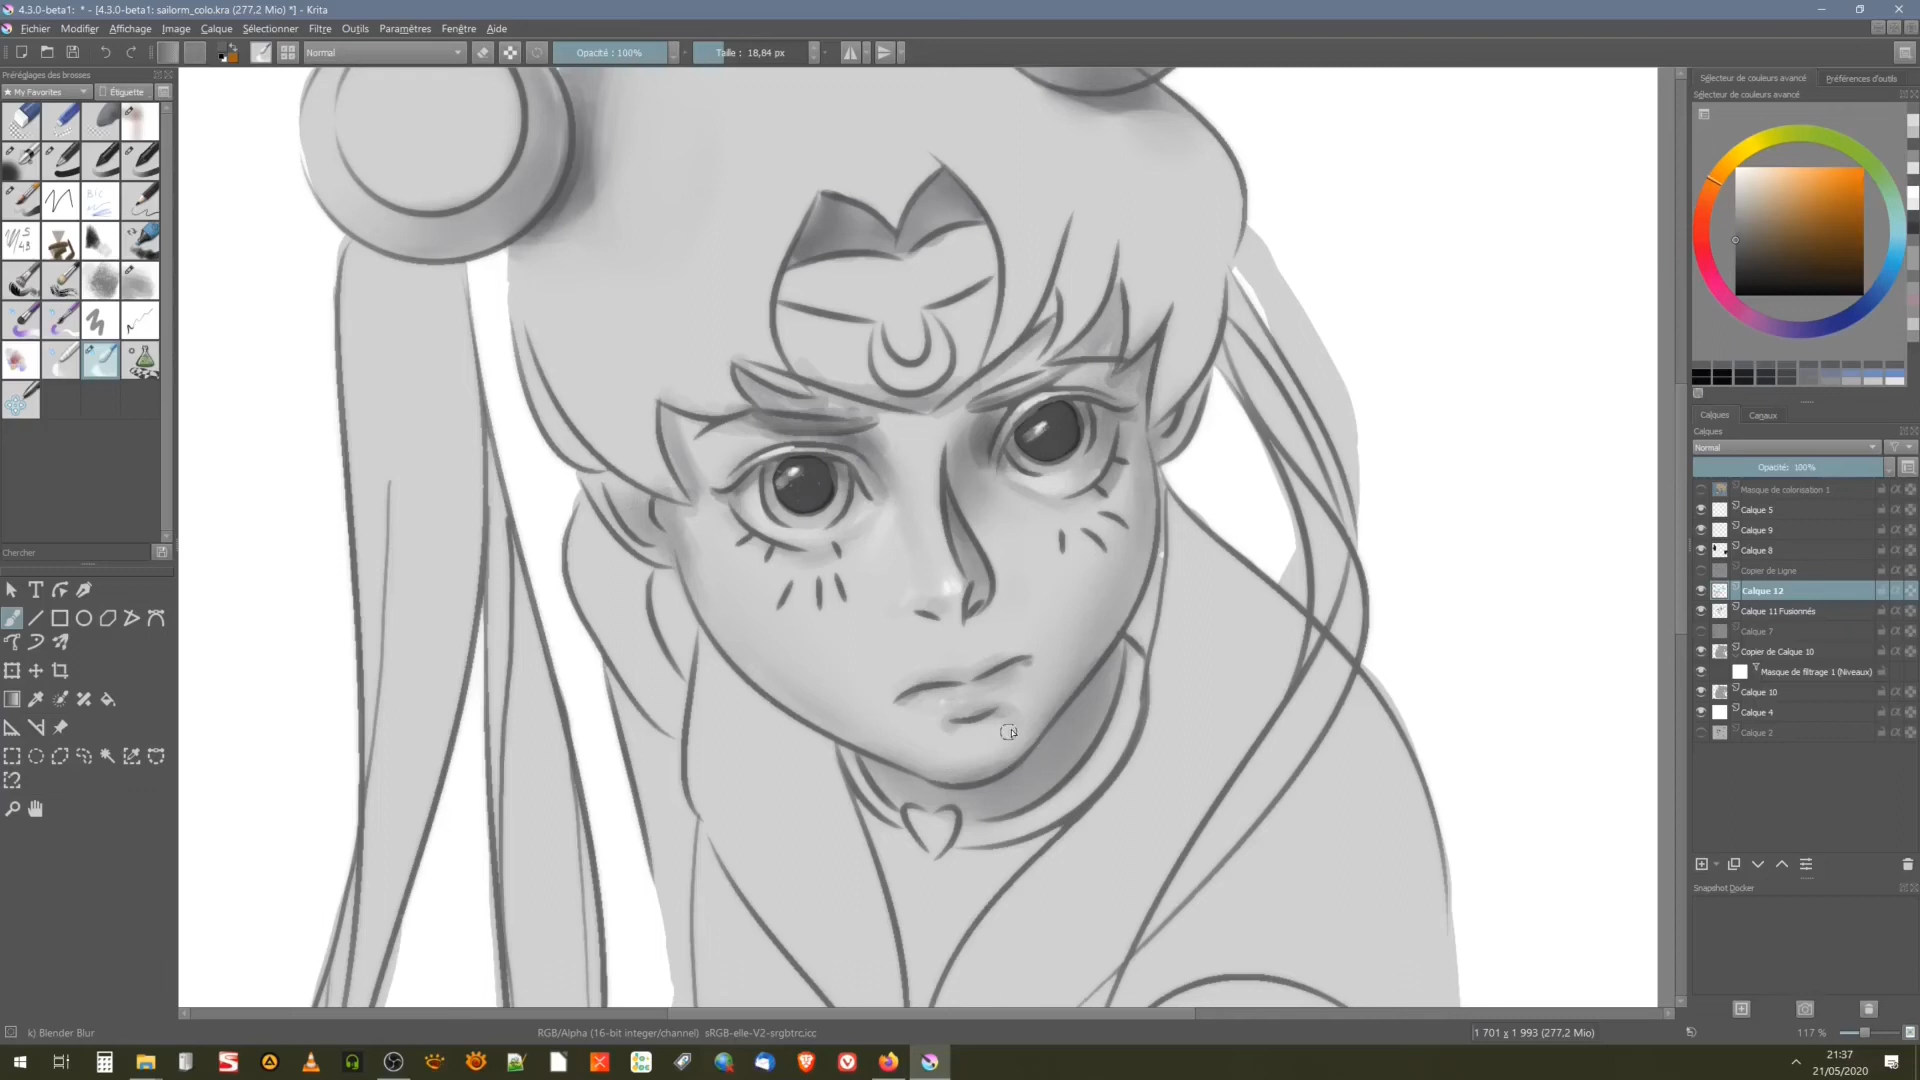 4.3.0-beta1:  * - [4.3.0-beta1: sailorm_colo.kra (277,2 Mio) *] - Krita
Fichier Modifier Affichage Image Calque Sélectionner Filtre Outils Paramètres Fenêtre Aide
Normal Opacité : 100% Taille : 18,84 px
Préréglages des brosses
My Favorites Étiquette
Chercher
Sélecteur de couleurs avancé Préférences d'outils
Sélecteur de couleurs avancé
Calques Canaux
Calques
Normal
Opacité: 100%
Masque de colorisation 1
Calque 5
Calque 9
Calque 8
Copier de Ligne
Calque 12
Calque 11 Fusionnés
Calque 7
Copier de Calque 10
Masque de filtrage 1 (Niveaux)
Calque 10
Calque 4
Calque 2
Snapshot Docker
k) Blender Blur RGB/Alpha (16-bit integer/channel) sRGB-elle-V2-srgbtrc.icc 1 701 x 1 993 (277,2 Mio) 117 %
21:37
21/05/2020